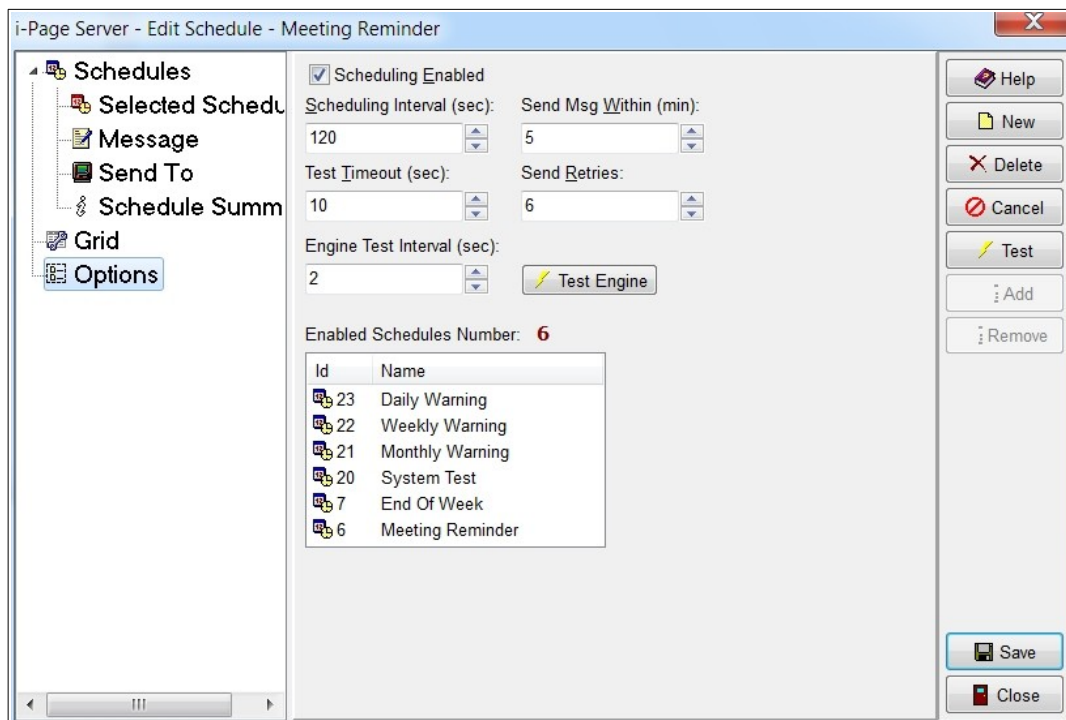 i-Page Server - Edit Schedule - Meeting Reminder
X
Schedules
Selected Schedu
Message
Send To
Schedule Summ
Grid
Options
Scheduling Enabled
Scheduling Interval (sec): Send Msg Within (min):
120 5
Test Timeout (sec): Send Retries:
10 6
Engine Test Interval (sec):
2 Test Engine
Enabled Schedules Number: 6
Id Name
23 Daily Warning
22 Weekly Warning
21 Monthly Warning
20 System Test
7 End Of Week
6 Meeting Reminder
Help
New
Delete
Cancel
Test
Add
Remove
Save
Close